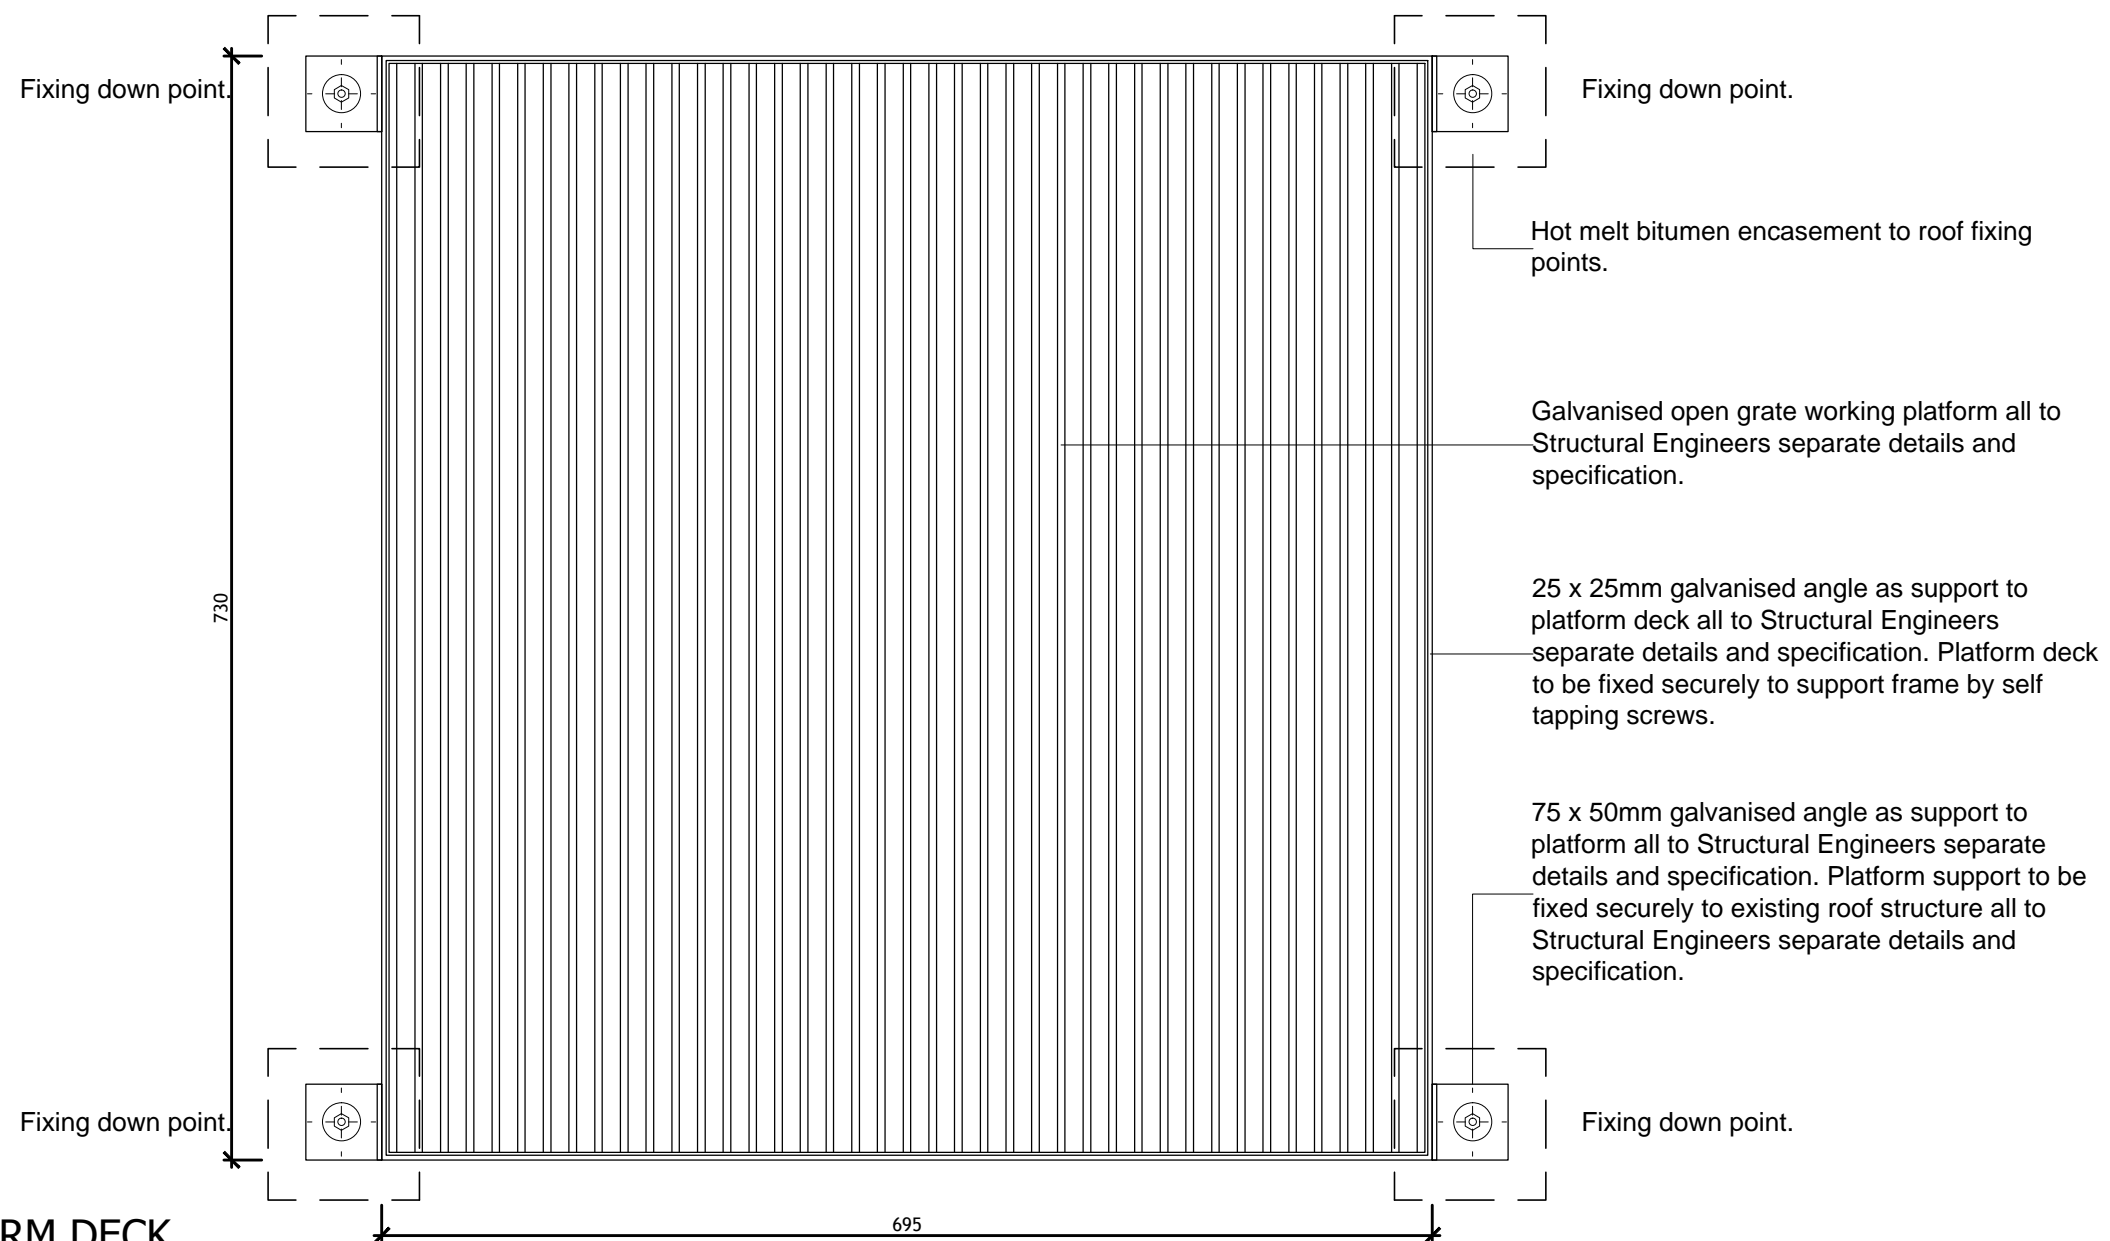 Fixing down point.
Fixing down point.
Hot melt bitumen encasement to roof fixing
points.
Galvanised open grate working platform all to
Structural Engineers separate details and
specification.
730
25 x 25mm galvanised angle as support to
platform deck all to Structural Engineers
separate details and specification. Platform deck
to be fixed securely to support frame by self
tapping screws.
75 x 50mm galvanised angle as support to
platform all to Structural Engineers separate
details and specification. Platform support to be
fixed securely to existing roof structure all to
Structural Engineers separate details and
specification.
Fixing down point.
Fixing down point.
695
RM DECK